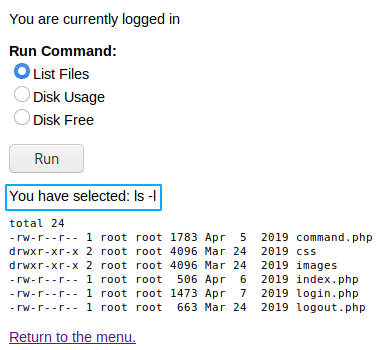 You are currently logged in
Run Command:
List Files
Disk Usage
Disk Free
Run
You have selected: ls -l
total 24
-rw-r--r-- 1 root root 1783 Apr  5  2019 command.php
drwxr-xr-x 2 root root 4096 Mar 24  2019 css
drwxr-xr-x 2 root root 4096 Mar 24  2019 images
-rw-r--r-- 1 root root  506 Apr  6  2019 index.php
-rw-r--r-- 1 root root 1473 Apr  7  2019 login.php
-rw-r--r-- 1 root root  663 Mar 24  2019 logout.php
Return to the menu.